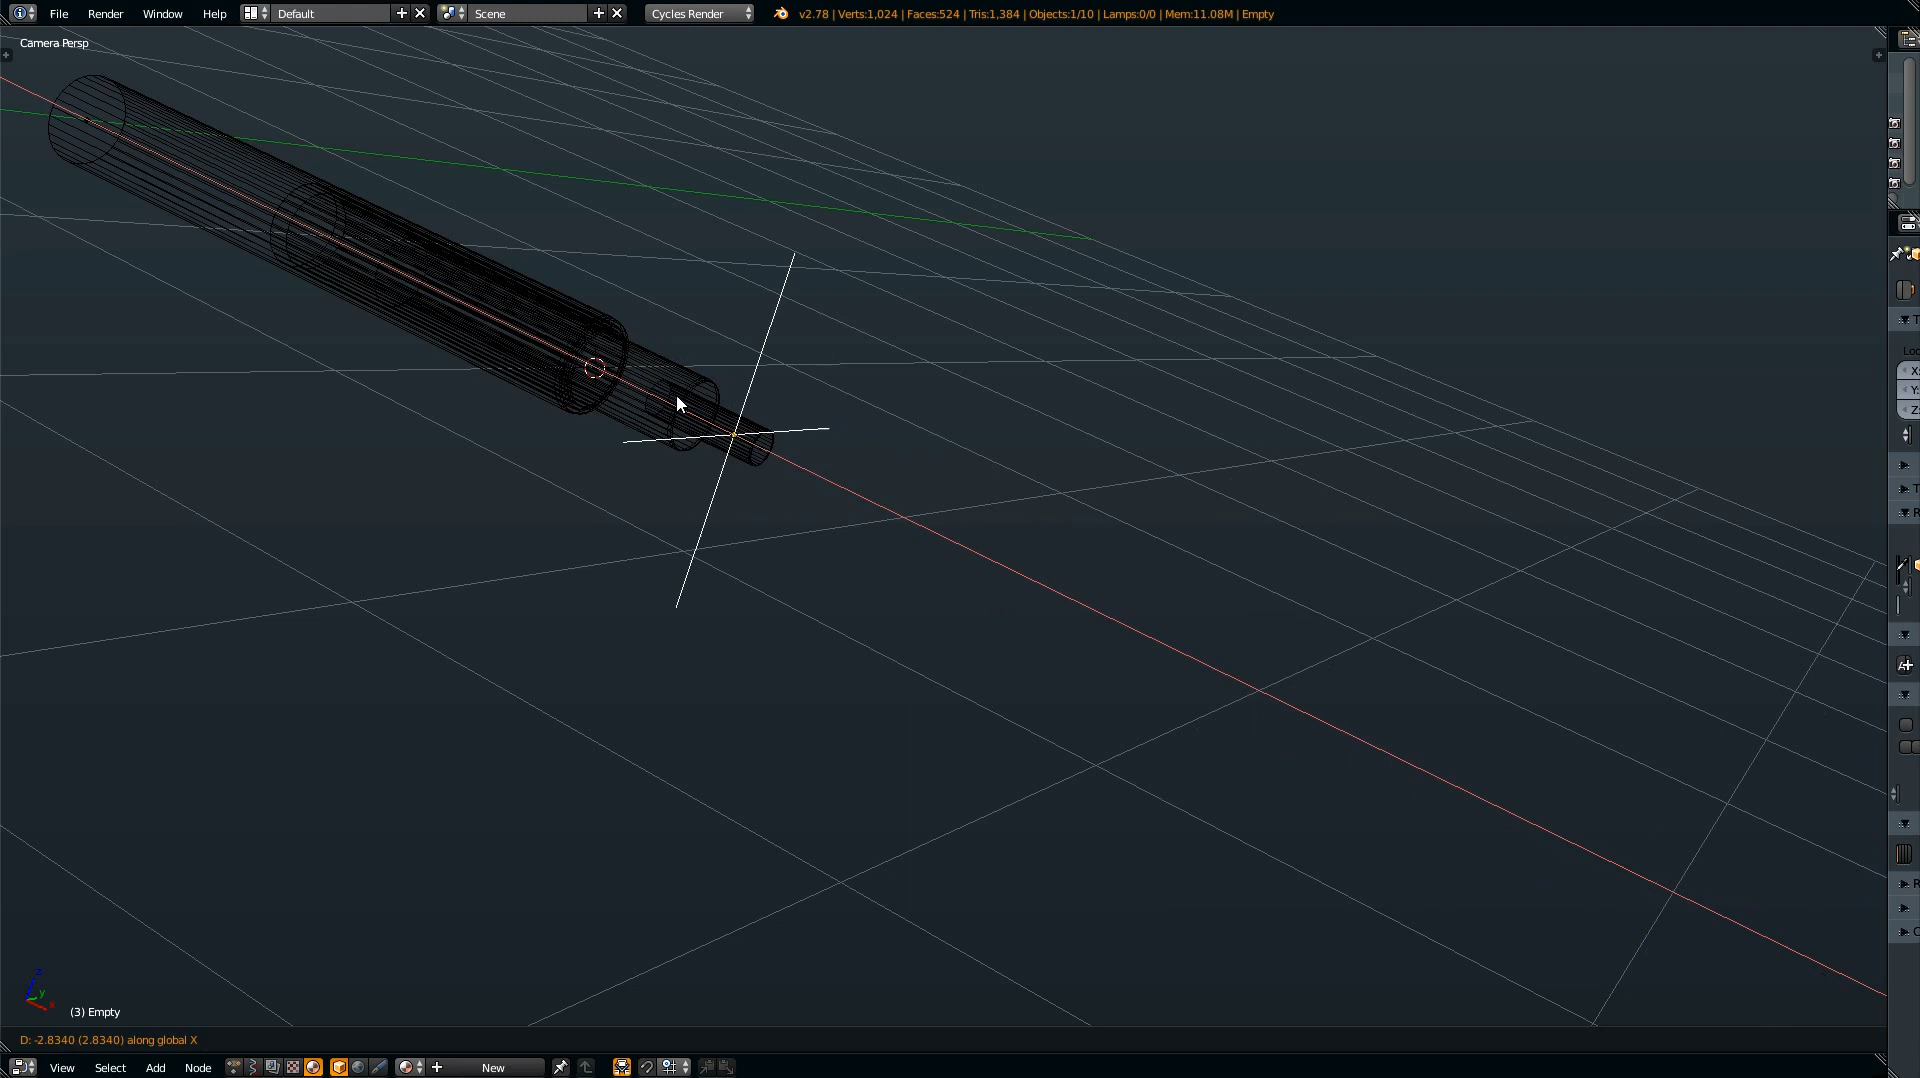 File Render Window Help Default Scene Cycles Render v2.78 | Verts:1,024 | Faces:524 | Tris:1,384 | Objects:1/10 | Lamps:0/0 | Mem:11.08M | Empty
Camera Persp
Loc
X:
Y:
Z:
z
y
x
(3) Empty
D: -2.8340 (2.8340) along global X
View Select Add Node New